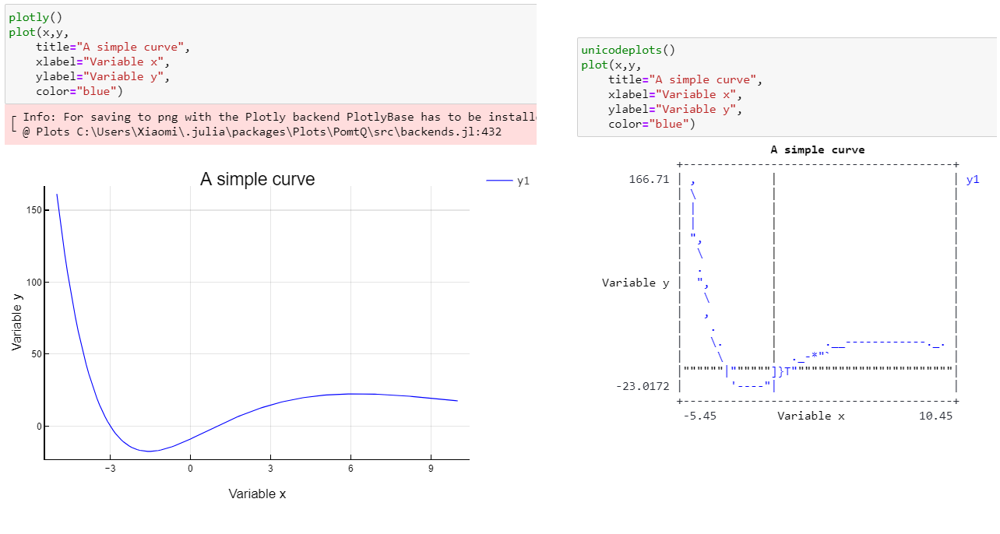 plotly()
plot(x,y,
title="A simple curve",
xlabel="Variable x",
ylabel="Variable y",
color="blue")
Info: For saving to png with the Plotly backend PlotlyBase has to be
@ Plots C:\Users\Xiaomi\.julia\packages\Plots\PomtQ\src\backends.jl:432
A simple curve
y1
150
100
50
0
Variable y
−3 0 3 6 9
Variable x
unicodeplots()
plot(x,y,
title="A simple curve",
xlabel="Variable x",
ylabel="Variable y",
color="blue")
A simple curve
166.71
y1
Variable y
-23.0172
-5.45 Variable x 10.45